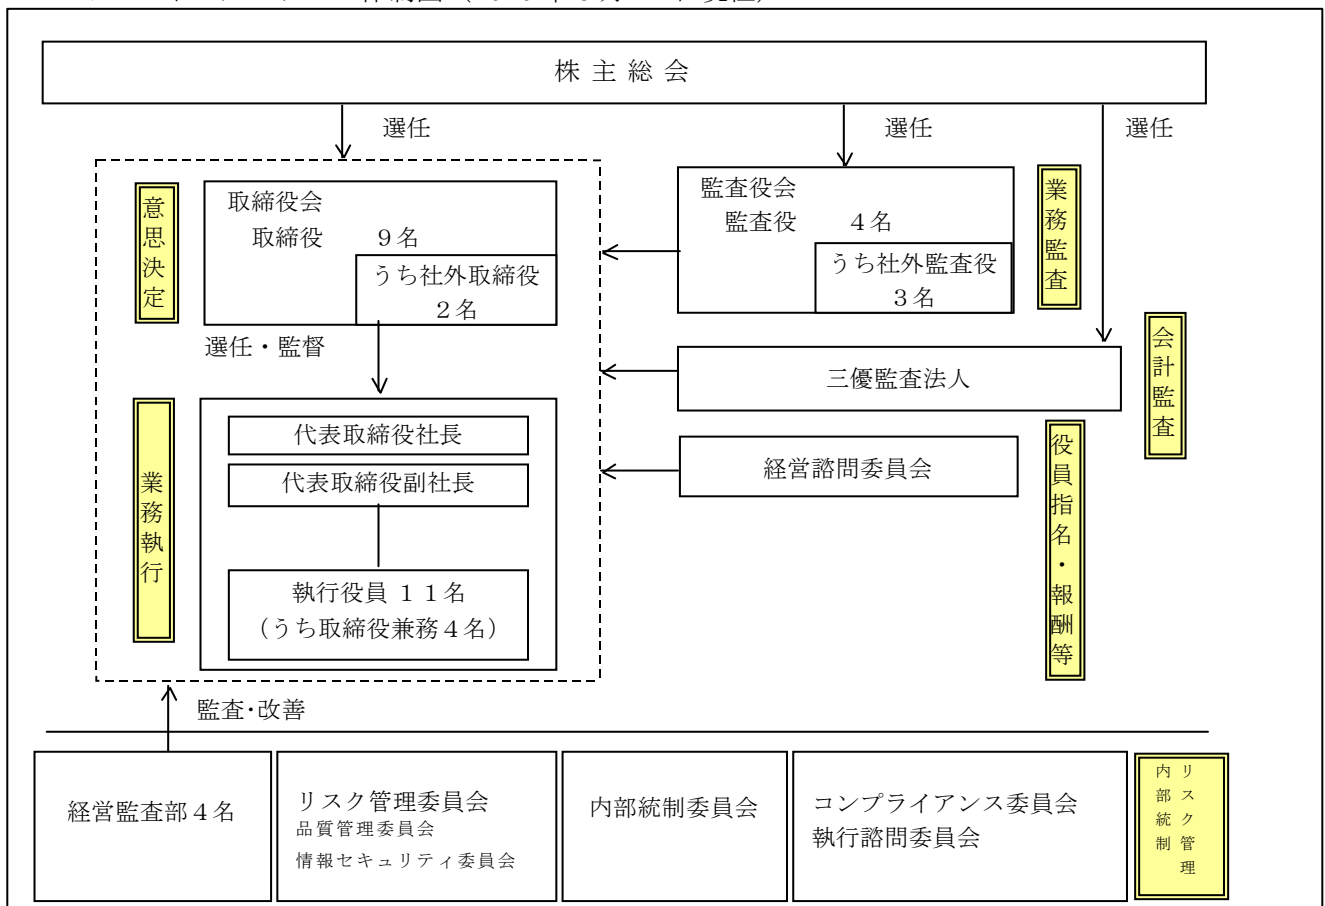 株主総会
選任
選任
選任
意思決定
取締役会
取締役 9名
うち社外取締役
2名
監査役会
監査役 4名
うち社外監査役
3名
業務監査
選任・監督
三優監査法人
会計監査
業務執行
代表取締役社長
代表取締役副社長
執行役員 11名
(うち取締役兼務4名)
経営諮問委員会
役員指名・報酬等
監査・改善
経営監査部4名
リスク管理委員会
品質管理委員会
情報セキュリティ委員会
内部統制委員会
コンプライアンス委員会
執行諮問委員会
リスク管理
内部統制